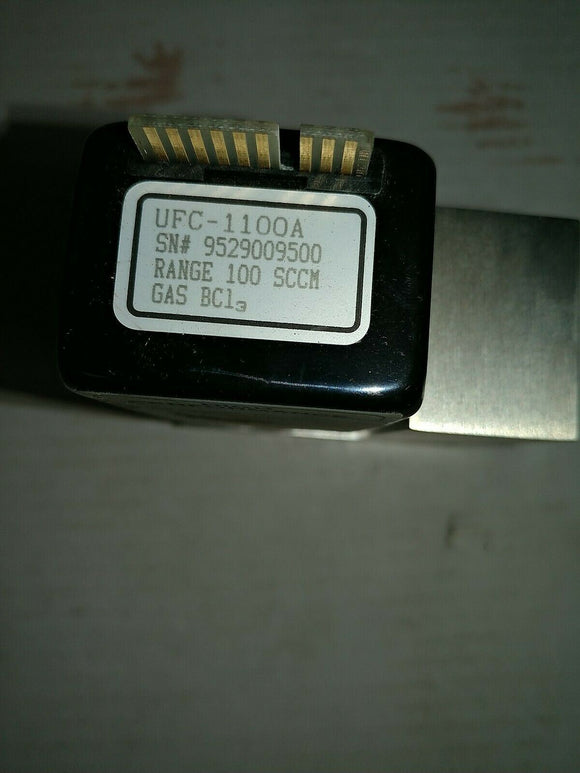 UFC-1100A
SN# 9529009500
RANGE 100 SCCM
GAS BCl₃